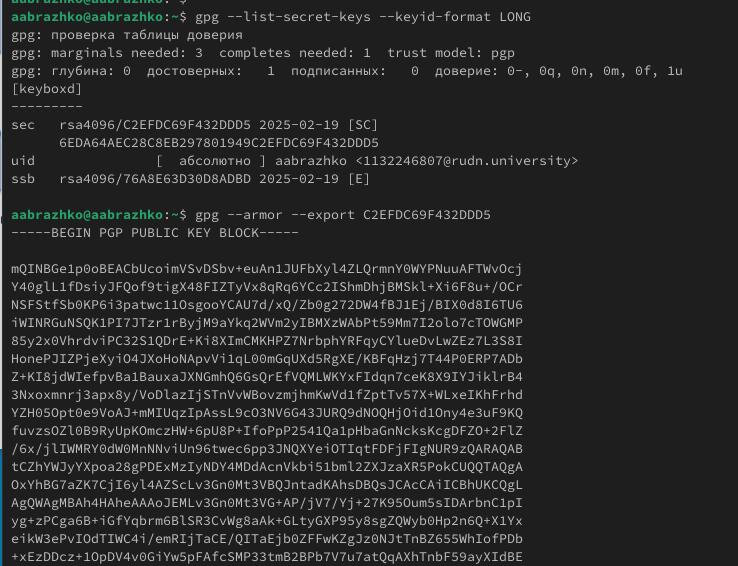 aabrazhko@aabrazhko:~$ gpg --list-secret-keys --keyid-format LONG
gpg: проверка таблицы доверия
gpg: marginals needed: 3  completes needed: 1  trust model: pgp
gpg: глубина: 0  достоверных:   1  подписанных:   0  доверие: 0-, 0q, 0n, 0m, 0f, 1u
[keyboxd]
---------
sec   rsa4096/C2EFDC69F432DDD5 2025-02-19 [SC]
      6EDA64AEC28C8EB297801949C2EFDC69F432DDD5
uid               [  абсолютно ] aabrazhko <1132246807@rudn.university>
ssb   rsa4096/76A8E63D30D8ADBD 2025-02-19 [E]
aabrazhko@aabrazhko:~$ gpg --armor --export C2EFDC69F432DDD5
-----BEGIN PGP PUBLIC KEY BLOCK-----
mQINBGe1p0oBEACbUcoimVSvDSbv+euAn1JUFbXyl4ZLQrmnY0WYPNuuAFTWvOcj
Y40glL1fDsiyJFQof9tigX48FIZTyVx8qRq6YCc2IShmDhjBMSkl+Xi6F8u+/OCr
NSFStfSb0KP6i3patwc11OsgooYCAU7d/xQ/Zb0g272DW4fBJ1Ej/BIX0d8I6TU6
iWINRGuNSQK1PI7JTzr1rByjM9aYkq2WVm2yIBMXzWAbPt59Mm7I2olo7cTOWGMP
85y2x0VhrdviPC32S1QDrE+Ki8XImCMKHPZ7NrbphYRFqyCYlueDvLwZEz7L3S8I
HonePJIZPjeXyiO4JXoHoNApvVi1qL00mGqUXd5RgXE/KBFqHzj7T44P0ERP7ADb
Z+KI8jdWIefpvBa1BauxaJXNGmhQ6GsQrEfVQMLWKYxFIdqn7ceK8X9IYJiklrB4
3Nxoxmnrj3apx8y/VoDlazIjSTnVvWBovzmjhmKwVd1fZptTv57X+WLxeIKhFrhd
YZH05Opt0e9VoAJ+mMIUqzIpAssL9cO3NV6G43JURQ9dNOQHjOid1Ony4e3uF9KQ
fuvzsOZl0B9RyUpKOmczHW+6pU8P+IfoPpP2541Qa1pHbaGnNcksKcgDFZO+2FlZ
/6x/jlIWMRY0dW0MnNNviUn96twec6pp3JNQXYeiOTIqtFDFjFIgNUR9zQARAQAB
tCZhYWJyYXpoa28gPDExMzIyNDY4MDdAcnVkbi51bml2ZXJzaXR5PokCUQQTAQgA
OxYhBG7aZK7CjI6yl4AZScLv3Gn0Mt3VBQJntadKAhsDBQsJCAcCAiICBhUKCQgL
AgQWAgMBAh4HAheAAAoJEMLv3Gn0Mt3VG+AP/jV7/Yj+27K95Oum5sIDArbnC1pI
yg+zPCga6B+iGfYqbrm6BlSR3CvWg8aAk+GLtyGXP95y8sgZQWyb0Hp2n6Q+X1Yx
eikW3ePvIOdTIWC4i/emRIjTaCE/QITaEjb0ZFFwKZgJz0NJtTnBZ655WhIofPDb
+xEzDDcz+1OpDV4v0GiYw5pFAfcSMP33tmB2BPb7V7u7atQqAXhTnbF59ayXIdBE